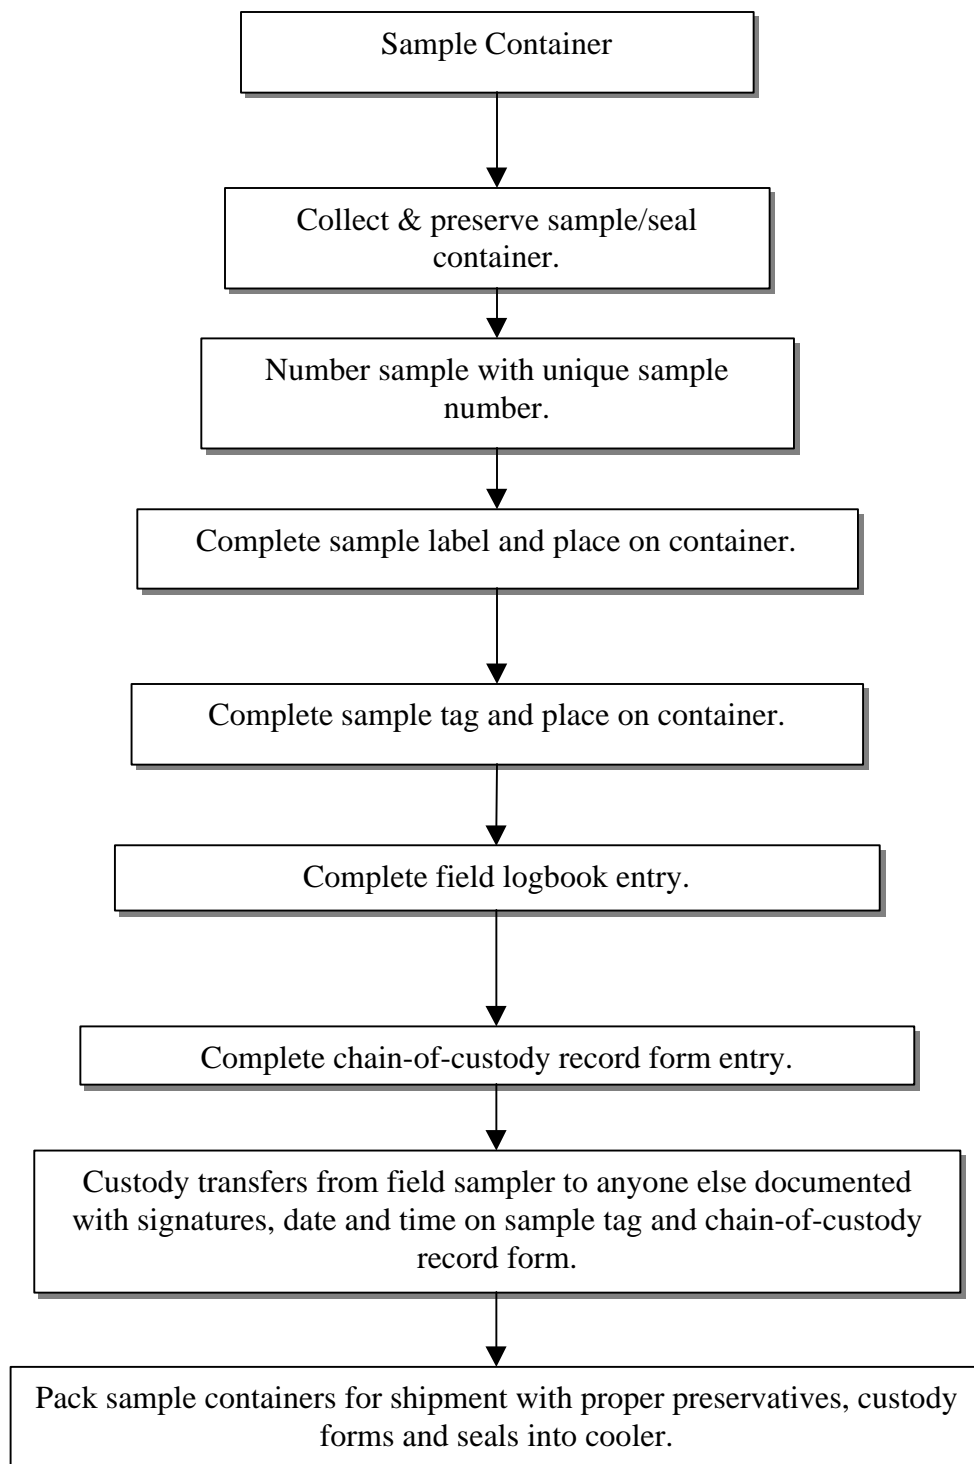 Sample Container
Collect & preserve sample/seal
container.
Number sample with unique sample
number.
Complete sample label and place on container.
Complete sample tag and place on container.
Complete field logbook entry.
Complete chain-of-custody record form entry.
Custody transfers from field sampler to anyone else documented
with signatures, date and time on sample tag and chain-of-custody
record form.
Pack sample containers for shipment with proper preservatives, custody
forms and seals into cooler.